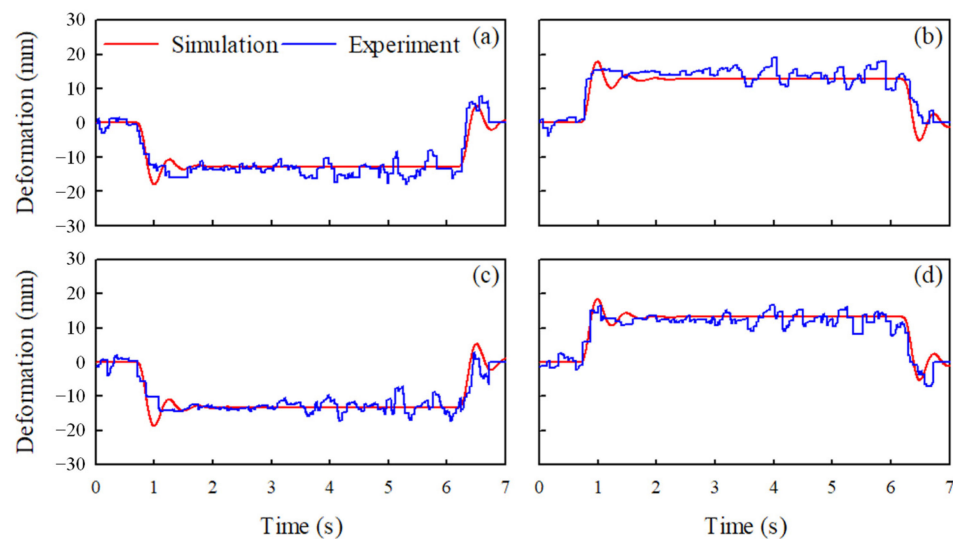 30
Simulation Experiment (a) (b)
20
10
0
−10
−20
−30
Deformation (mm)
30
(c) (d)
20
10
0
−10
−20
−30
Deformation (mm)
0 1 2 3 4 5 6 7 0 1 2 3 4 5 6 7
Time (s) Time (s)